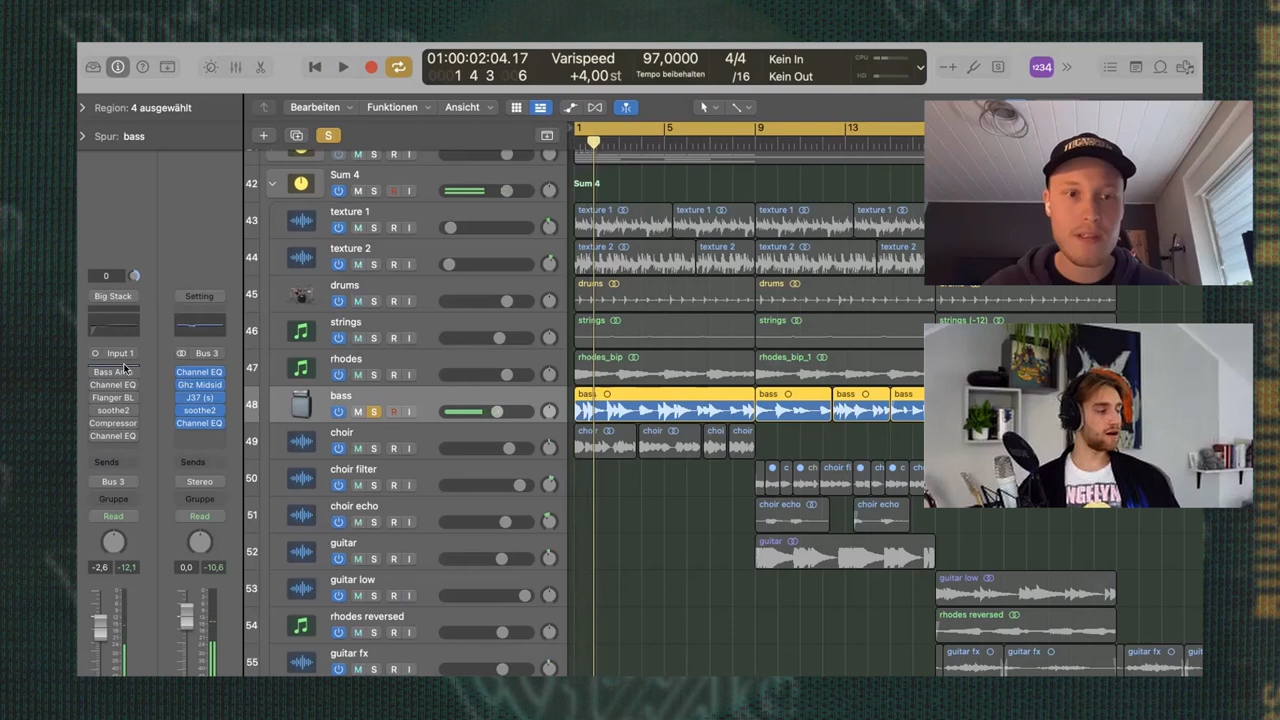 01:00:02:04.17
0001 4 3 006
Varispeed
+4,00 st
97,0000
Tempo beibehalten
4/4
/16
Kein In
Kein Out
CPU
HD
1234
Region: 4 ausgewählt
Bearbeiten
Funktionen
Ansicht
Spur: bass
S
1
5
9
13
M S R I
42
Sum 4
M S R I
Sum 4
43
texture 1
M S R I
texture 1
texture 1
texture 1
texture 1
44
texture 2
M S R I
texture 2
texture 2
texture 2
texture 2
45
drums
M S R I
drums
drums
46
strings
M S R I
strings
strings
strings (-12)
47
rhodes
M S R I
rhodes_bip
rhodes_bip_1
48
bass
M S R I
bass
bass
bass
bass
49
choir
M S R I
choir
choir
choi
choir
50
choir filter
M S R I
c
ch
choir fi
ch
c
51
choir echo
M S R I
choir echo
choir echo
52
guitar
M S R I
guitar
53
guitar low
M S R I
guitar low
54
rhodes reversed
M S R I
rhodes reversed
55
guitar fx
M S R I
guitar fx
guitar fx
guitar fx
guit
0
Big Stack
Setting
Input 1
Bus 3
Bass Amp
Channel EQ
Channel EQ
Ghz Midsid
Flanger BL
J37 (s)
soothe2
soothe2
Compressor
Channel EQ
Channel EQ
Sends
Sends
Bus 3
Stereo
Gruppe
Gruppe
Read
Read
-2,6
-12,1
0,0
-10,6